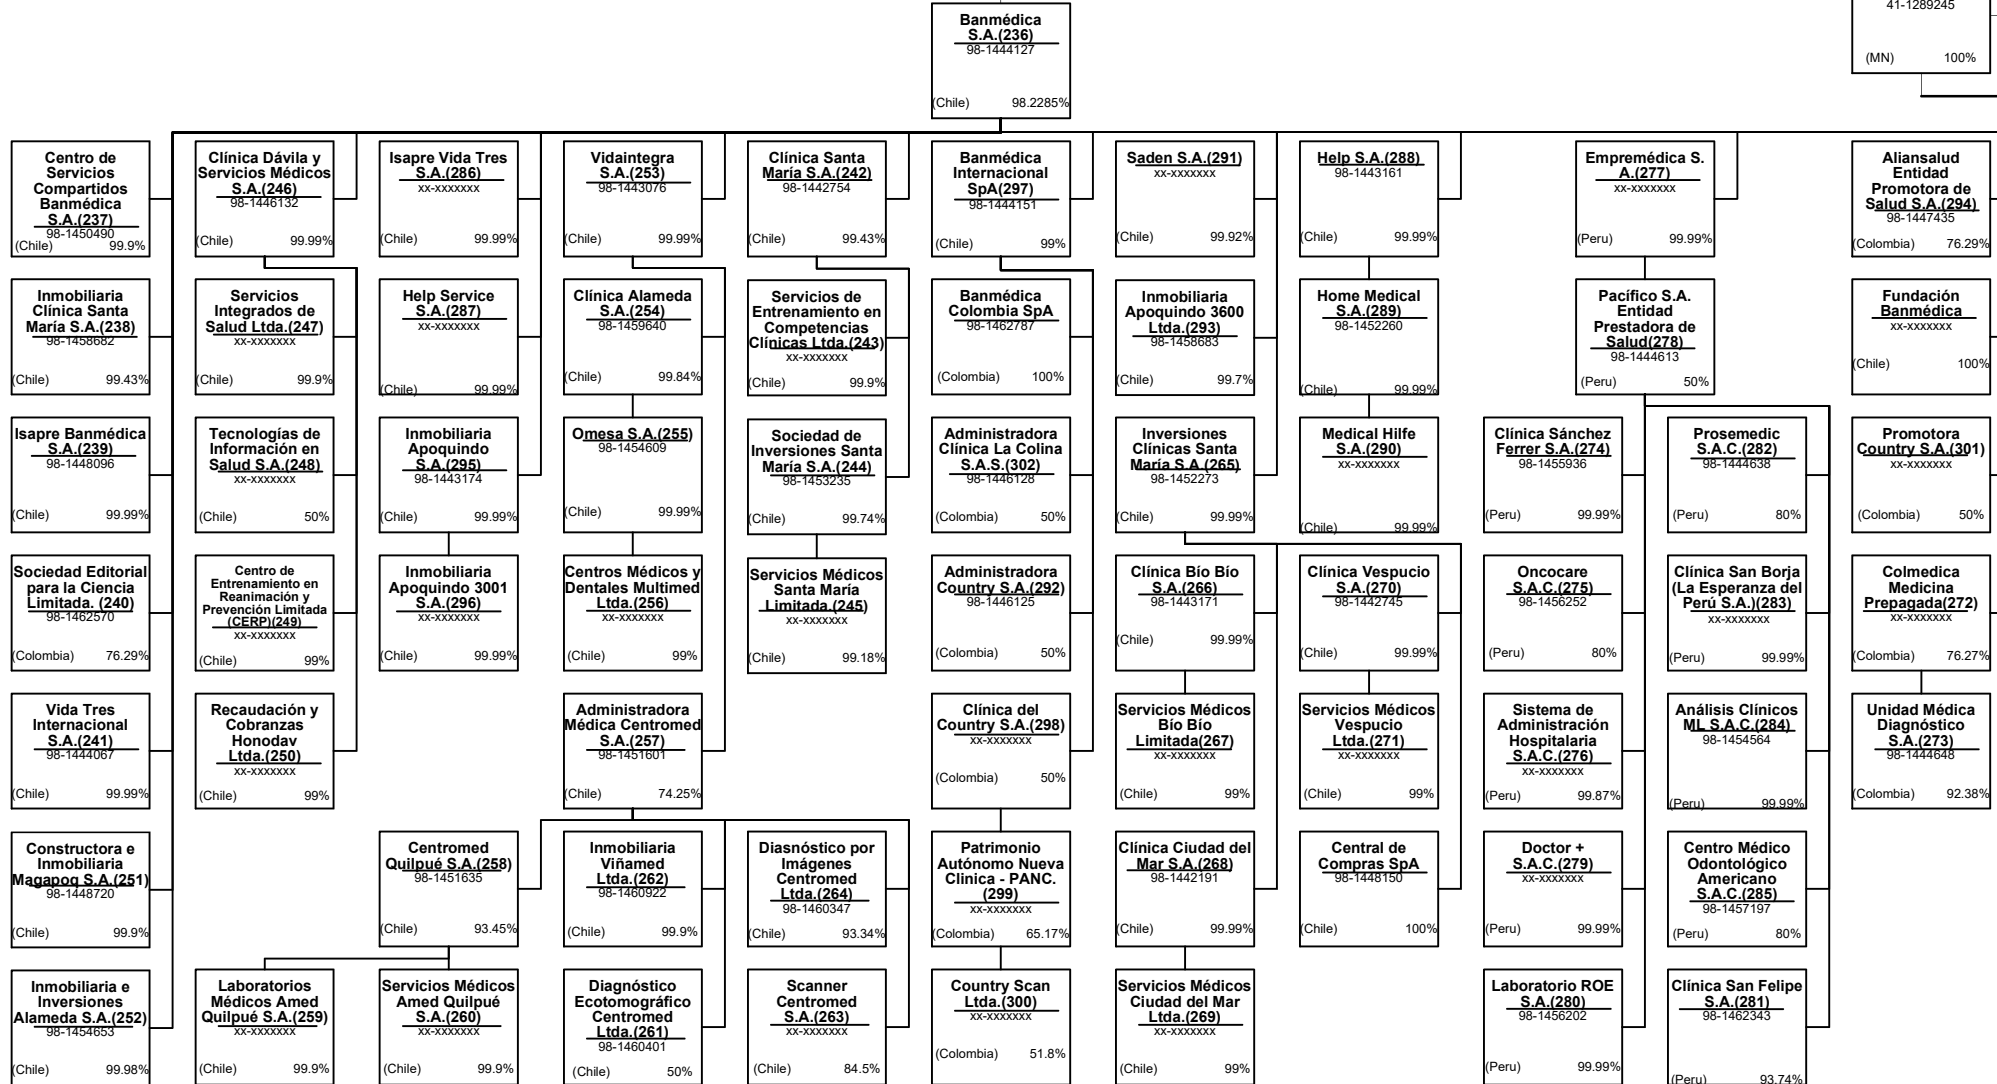 Banmédica
S.A.(236)
98-1444127
(Chile) 98.2285%
41-1289245
(MN) 100%
Centro de
Servicios
Compartidos
Banmédica
S.A.(237)
98-1450490
(Chile) 99.9%
Clínica Dávila y
Servicios Médicos
S.A.(246)
98-1446132
(Chile) 99.99%
Isapre Vida Tres
S.A.(286)
xx-xxxxxxx
(Chile) 99.99%
Vidaintegra
S.A.(253)
98-1443076
(Chile) 99.99%
Clínica Santa
María S.A.(242)
98-1442754
(Chile) 99.43%
Banmédica
Internacional
SpA(297)
98-1444151
(Chile) 99%
Saden S.A.(291)
xx-xxxxxxx
(Chile) 99.92%
Help S.A.(288)
98-1443161
(Chile) 99.99%
Empremédica S.
A.(277)
xx-xxxxxxx
(Peru) 99.99%
Aliansalud
Entidad
Promotora de
Salud S.A.(294)
98-1447435
(Colombia) 76.29%
Inmobiliaria
Clínica Santa
María S.A.(238)
98-1458682
(Chile) 99.43%
Servicios
Integrados de
Salud Ltda.(247)
xx-xxxxxxx
(Chile) 99.9%
Help Service
S.A.(287)
xx-xxxxxxx
(Chile) 99.99%
Clínica Alameda
S.A.(254)
98-1459640
(Chile) 99.84%
Servicios de
Entrenamiento en
Competencias
Clínicas Ltda.(243)
xx-xxxxxxx
(Chile) 99.9%
Banmédica
Colombia SpA
98-1462787
(Colombia) 100%
Inmobiliaria
Apoquindo 3600
Ltda.(293)
98-1458683
(Chile) 99.7%
Home Medical
S.A.(289)
98-1452260
(Chile) 99.99%
Pacífico S.A.
Entidad
Prestadora de
Salud(278)
98-1444613
(Peru) 50%
Fundación
Banmédica
xx-xxxxxxx
(Chile) 100%
Isapre Banmédica
S.A.(239)
98-1448096
(Chile) 99.99%
Tecnologías de
Información en
Salud S.A.(248)
xx-xxxxxxx
(Chile) 50%
Inmobiliaria
Apoquindo
S.A.(295)
98-1443174
(Chile) 99.99%
Omesa S.A.(255)
98-1454609
(Chile) 99.99%
Sociedad de
Inversiones Santa
María S.A.(244)
98-1453235
(Chile) 99.74%
Administradora
Clínica La Colina
S.A.S.(302)
98-1446128
(Colombia) 50%
Inversiones
Clínicas Santa
María S.A.(265)
98-1452273
(Chile) 99.99%
Medical Hilfe
S.A.(290)
xx-xxxxxxx
(Chile) 99.99%
Clínica Sánchez
Ferrer S.A.(274)
98-1455936
(Peru) 99.99%
Prosemedic
S.A.C.(282)
98-1444638
(Peru) 80%
Promotora
Country S.A.(301)
xx-xxxxxxx
(Colombia) 50%
Sociedad Editorial
para la Ciencia
Limitada. (240)
98-1462570
(Colombia) 76.29%
Centro de
Entrenamiento en
Reanimación y
Prevención Limitada
(CERP)(249)
xx-xxxxxxx
(Chile) 99%
Inmobiliaria
Apoquindo 3001
S.A.(296)
xx-xxxxxxx
(Chile) 99.99%
Centros Médicos y
Dentales Multimed
Ltda.(256)
xx-xxxxxxx
(Chile) 99%
Servicios Médicos
Santa María
Limitada.(245)
xx-xxxxxxx
(Chile) 99.18%
Administradora
Country S.A.(292)
98-1446125
(Colombia) 50%
Clínica Bío Bío
S.A.(266)
98-1443171
(Chile) 99.99%
Clínica Vespucio
S.A.(270)
98-1442745
(Chile) 99.99%
Oncocare
S.A.C.(275)
98-1456252
(Peru) 80%
Clínica San Borja
(La Esperanza del
Perú S.A.)(283)
xx-xxxxxxx
(Peru) 99.99%
Colmedica
Medicina
Prepagada(272)
xx-xxxxxxx
(Colombia) 76.27%
Vida Tres
Internacional
S.A.(241)
98-1444067
(Chile) 99.99%
Recaudación y
Cobranzas
Honodav
Ltda.(250)
xx-xxxxxxx
(Chile) 99%
Administradora
Médica Centromed
S.A.(257)
98-1451601
(Chile) 74.25%
Clínica del
Country S.A.(298)
xx-xxxxxxx
(Colombia) 50%
Servicios Médicos
Bío Bío
Limitada(267)
xx-xxxxxxx
(Chile) 99%
Servicios Médicos
Vespucio
Ltda.(271)
xx-xxxxxxx
(Chile) 99%
Sistema de
Administración
Hospitalaria
S.A.C.(276)
xx-xxxxxxx
(Peru) 99.87%
Análisis Clínicos
ML S.A.C.(284)
98-1454564
(Peru) 99.99%
Unidad Médica
Diagnóstico
S.A.(273)
98-1444648
(Colombia) 92.38%
Constructora e
Inmobiliaria
Magapoq S.A.(251)
98-1448720
(Chile) 99.9%
Centromed
Quilpué S.A.(258)
98-1451635
(Chile) 93.45%
Inmobiliaria
Viñamed
Ltda.(262)
98-1460922
(Chile) 99.9%
Diasnóstico por
Imágenes
Centromed
Ltda.(264)
98-1460347
(Chile) 93.34%
Patrimonio
Autónomo Nueva
Clinica - PANC.
(299)
xx-xxxxxxx
(Colombia) 65.17%
Clínica Ciudad del
Mar S.A.(268)
98-1442191
(Chile) 99.99%
Central de
Compras SpA
98-1448150
(Chile) 100%
Doctor +
S.A.C.(279)
xx-xxxxxxx
(Peru) 99.99%
Centro Médico
Odontológico
Americano
S.A.C.(285)
98-1457197
(Peru) 80%
Inmobiliaria e
Inversiones
Alameda S.A.(252)
98-1454653
(Chile) 99.98%
Laboratorios
Médicos Amed
Quilpué S.A.(259)
xx-xxxxxxx
(Chile) 99.9%
Servicios Médicos
Amed Quilpué
S.A.(260)
xx-xxxxxxx
(Chile) 99.9%
Diagnóstico
Ecotomográfico
Centromed
Ltda.(261)
98-1460401
(Chile) 50%
Scanner
Centromed
S.A.(263)
xx-xxxxxxx
(Chile) 84.5%
Country Scan
Ltda.(300)
xx-xxxxxxx
(Colombia) 51.8%
Servicios Médicos
Ciudad del Mar
Ltda.(269)
xx-xxxxxxx
(Chile) 99%
Laboratorio ROE
S.A.(280)
98-1456202
(Peru) 99.99%
Clínica San Felipe
S.A.(281)
98-1462343
(Peru) 93.74%